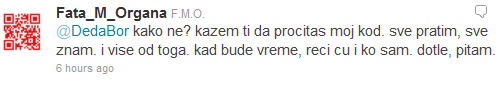 Fata_M_Organa F.M.O.
@DedaBor kako ne? kazem ti da procitas moj kod. sve pratim, sve
znam. i vise od toga. kad bude vreme, reci cu i ko sam. dotle, pitam.
6 hours ago